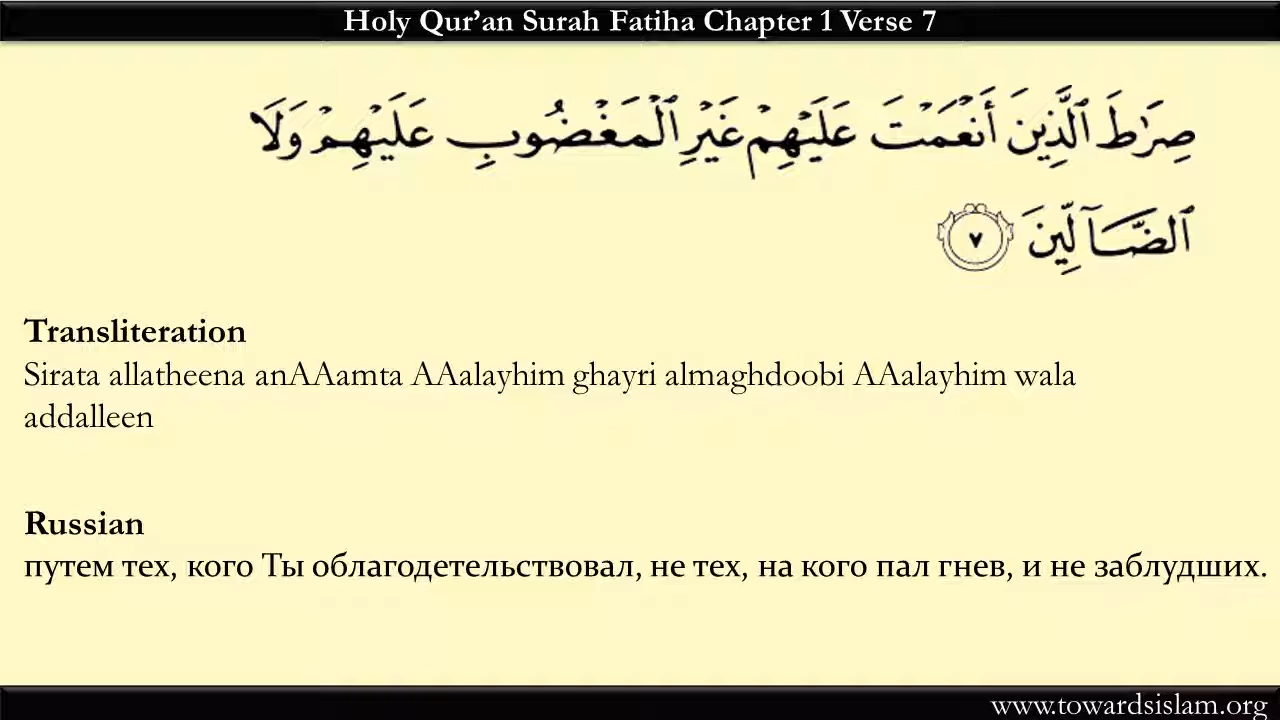 Holy Qur’an Surah Fatiha Chapter 1 Verse 7
صِرَٰطَ ٱلَّذِينَ أَنْعَمْتَ عَلَيْهِمْ غَيْرِ ٱلْمَغْضُوبِ عَلَيْهِمْ وَلَا
ٱلضَّآلِّينَ ٧
Transliteration
Sirata allatheena anAAamta AAalayhim ghayri almaghdoobi AAalayhim wala
addalleen
Russian
путем тех, кого Ты облагодетельствовал, не тех, на кого пал гнев, и не заблудших.
www.towardsislam.org